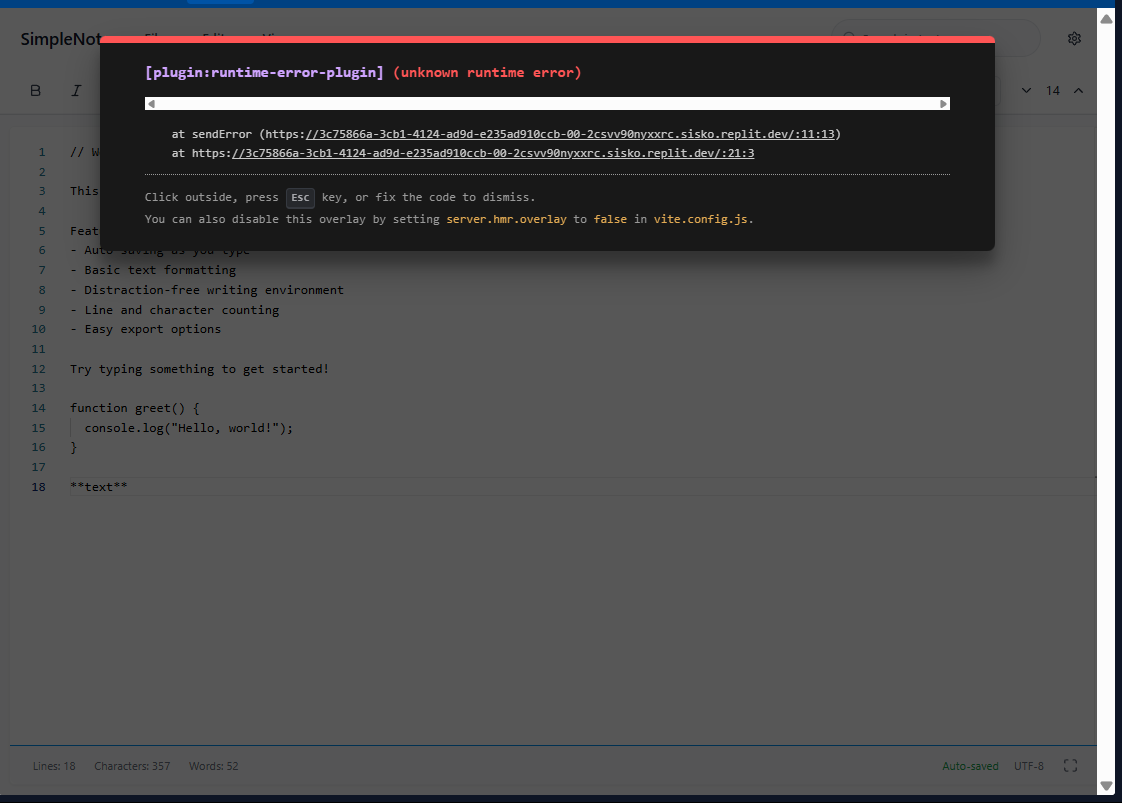 SimpleNot
[plugin:runtime-error-plugin] (unknown runtime error)
B I
14
at sendError (https://3c75866a-3cb1-4124-ad9d-e235ad910ccb-00-2csvv90nyxxrc.sisko.replit.dev/:11:13)
at https://3c75866a-3cb1-4124-ad9d-e235ad910ccb-00-2csvv90nyxxrc.sisko.replit.dev/:21:3
Click outside, press Esc key, or fix the code to dismiss.
You can also disable this overlay by setting server.hmr.overlay to false in vite.config.js.
1 // W
2
3 This
4
5 Feat
6 - Auto-saving as you type
7 - Basic text formatting
8 - Distraction-free writing environment
9 - Line and character counting
10 - Easy export options
11
12 Try typing something to get started!
13
14 function greet() {
15 console.log("Hello, world!");
16 }
17
18 **text**
Lines: 18 Characters: 357 Words: 52 Auto-saved UTF-8